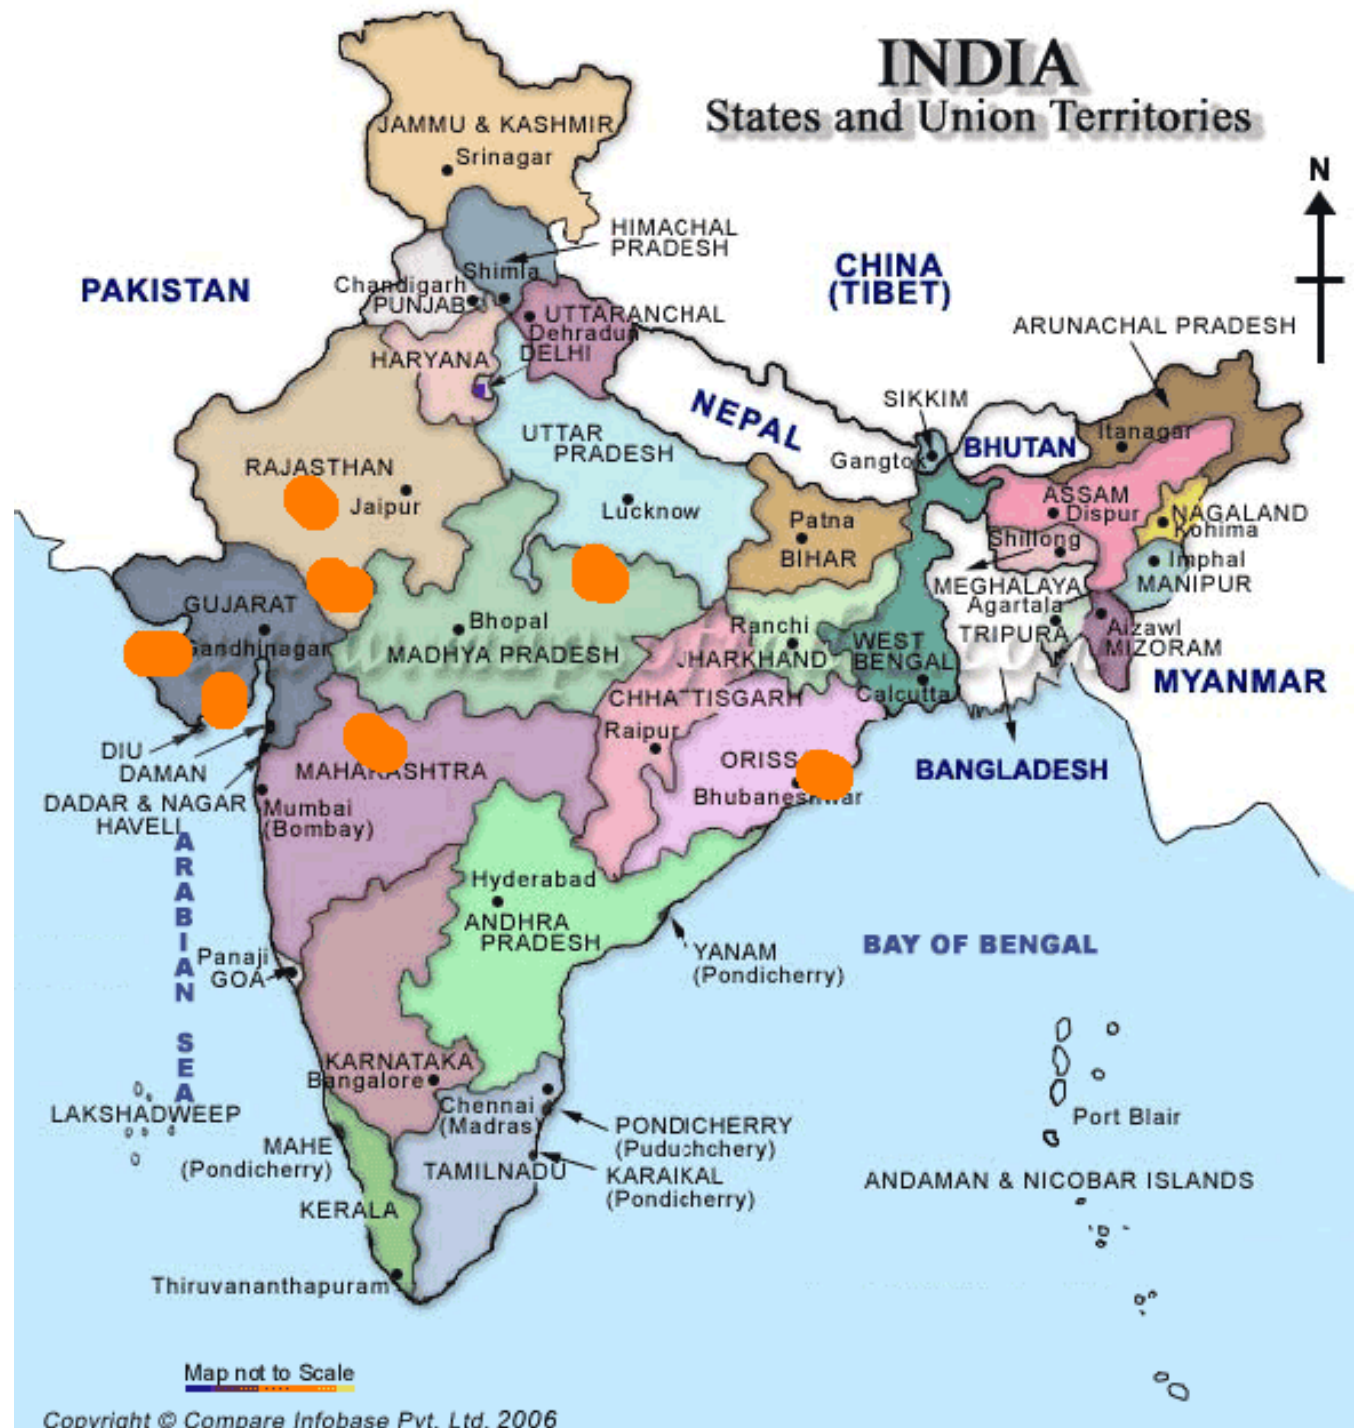 INDIA
States and Union Territories
N
JAMMU & KASHMIR
Srinagar
HIMACHAL
PRADESH
PAKISTAN
CHINA
(TIBET)
Shimla
Chandigarh
PUNJAB
UTTARANCHAL
Dehradun
DELHI
HARYANA
ARUNACHAL PRADESH
NEPAL
SIKKIM
Gangtok
BHUTAN
Itanagar
UTTAR
PRADESH
Lucknow
RAJASTHAN
Jaipur
Patna
BIHAR
ASSAM
Dispur
NAGALAND
Kohima
Shillong
Imphal
MANIPUR
MEGHALAYA
Agartala
TRIPURA
Aizawl
MIZORAM
GUJARAT
Gandhinagar
Bhopal
MADHYA PRADESH
Ranchi
JHARKHAND
WEST
BENGAL
Calcutta
MYANMAR
CHHATTISGARH
Raipur
DIU
DAMAN
DADAR & NAGAR
HAVELI
MAHARASHTRA
Mumbai
(Bombay)
ORISS
Bhubaneshwar
BANGLADESH
ARABIAN SEA
Hyderabad
ANDHRA
PRADESH
YANAM
(Pondicherry)
BAY OF BENGAL
Panaji
GOA
KARNATAKA
Bangalore
LAKSHADWEEP
Chennai
(Madras)
PONDICHERRY
(Puduchchery)
MAHE
(Pondicherry)
TAMILNADU
KARAIKAL
(Pondicherry)
KERALA
Thiruvananthapuram
Port Blair
ANDAMAN & NICOBAR ISLANDS
Map not to Scale
Copyright © Compare Infobase Pvt. Ltd. 2006